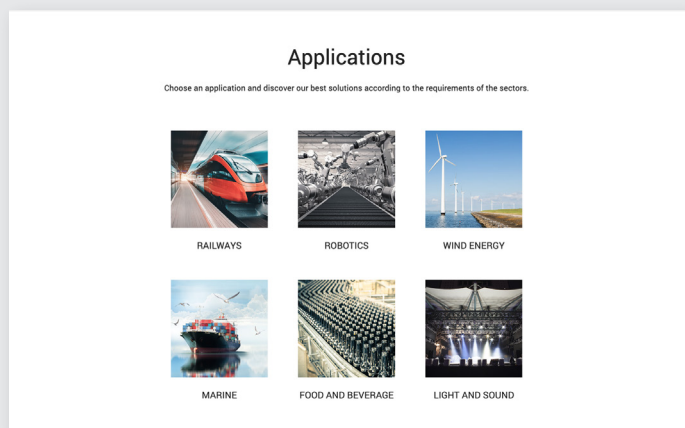 Applications
Choose an application and discover our best solutions according to the requirements of the sectors.
RAILWAYS
ROBOTICS
WIND ENERGY
MARINE
FOOD AND BEVERAGE
LIGHT AND SOUND